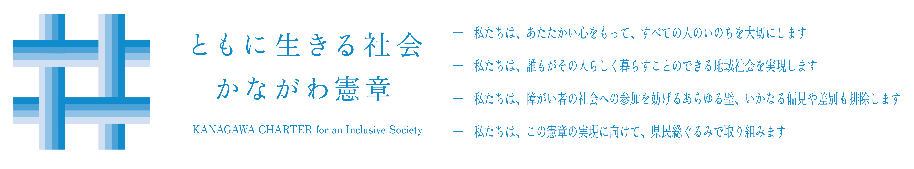 ともに生きる社会
かながわ憲章
KANAGAWA CHARTER for an Inclusive Society
― 私たちは、あたたかい心をもって、すべての人のいのちを大切にします
― 私たちは、誰もがその人らしく暮らすことのできる地域社会を実現します
― 私たちは、障がい者の社会への参加を妨げるあらゆる壁、いかなる偏見や差別も排除します
― 私たちは、この憲章の実現に向けて、県民総ぐるみで取り組みます